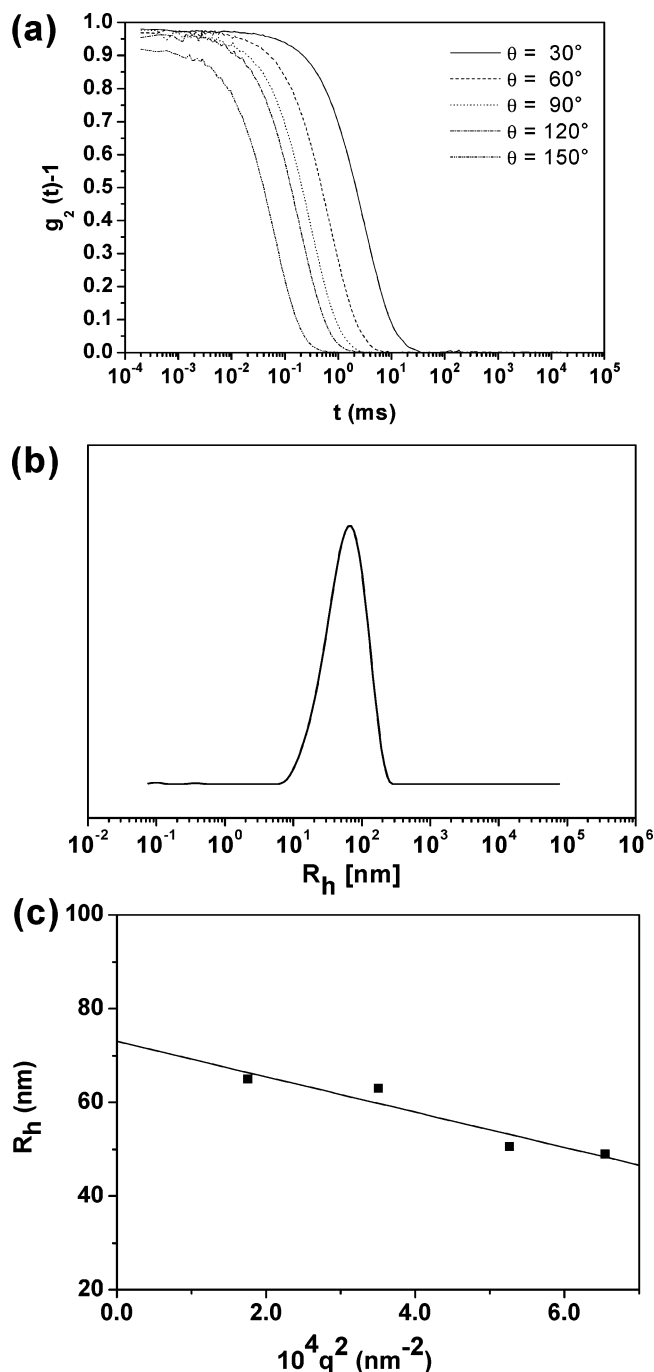 (a)
1.0
0.9
0.8
0.7
0.6
0.5
0.4
0.3
0.2
0.1
0.0
g₂ (t)-1
θ = 30°
θ = 60°
θ = 90°
θ = 120°
θ = 150°
10⁻⁴ 10⁻³ 10⁻² 10⁻¹ 10⁰ 10¹ 10² 10³ 10⁴ 10⁵
t (ms)
(b)
10⁻² 10⁻¹ 10⁰ 10¹ 10² 10³ 10⁴ 10⁵ 10⁶
Rₕ [nm]
(c)
100
80
60
40
20
Rₕ (nm)
0.0 2.0 4.0 6.0
10⁴q² (nm⁻²)